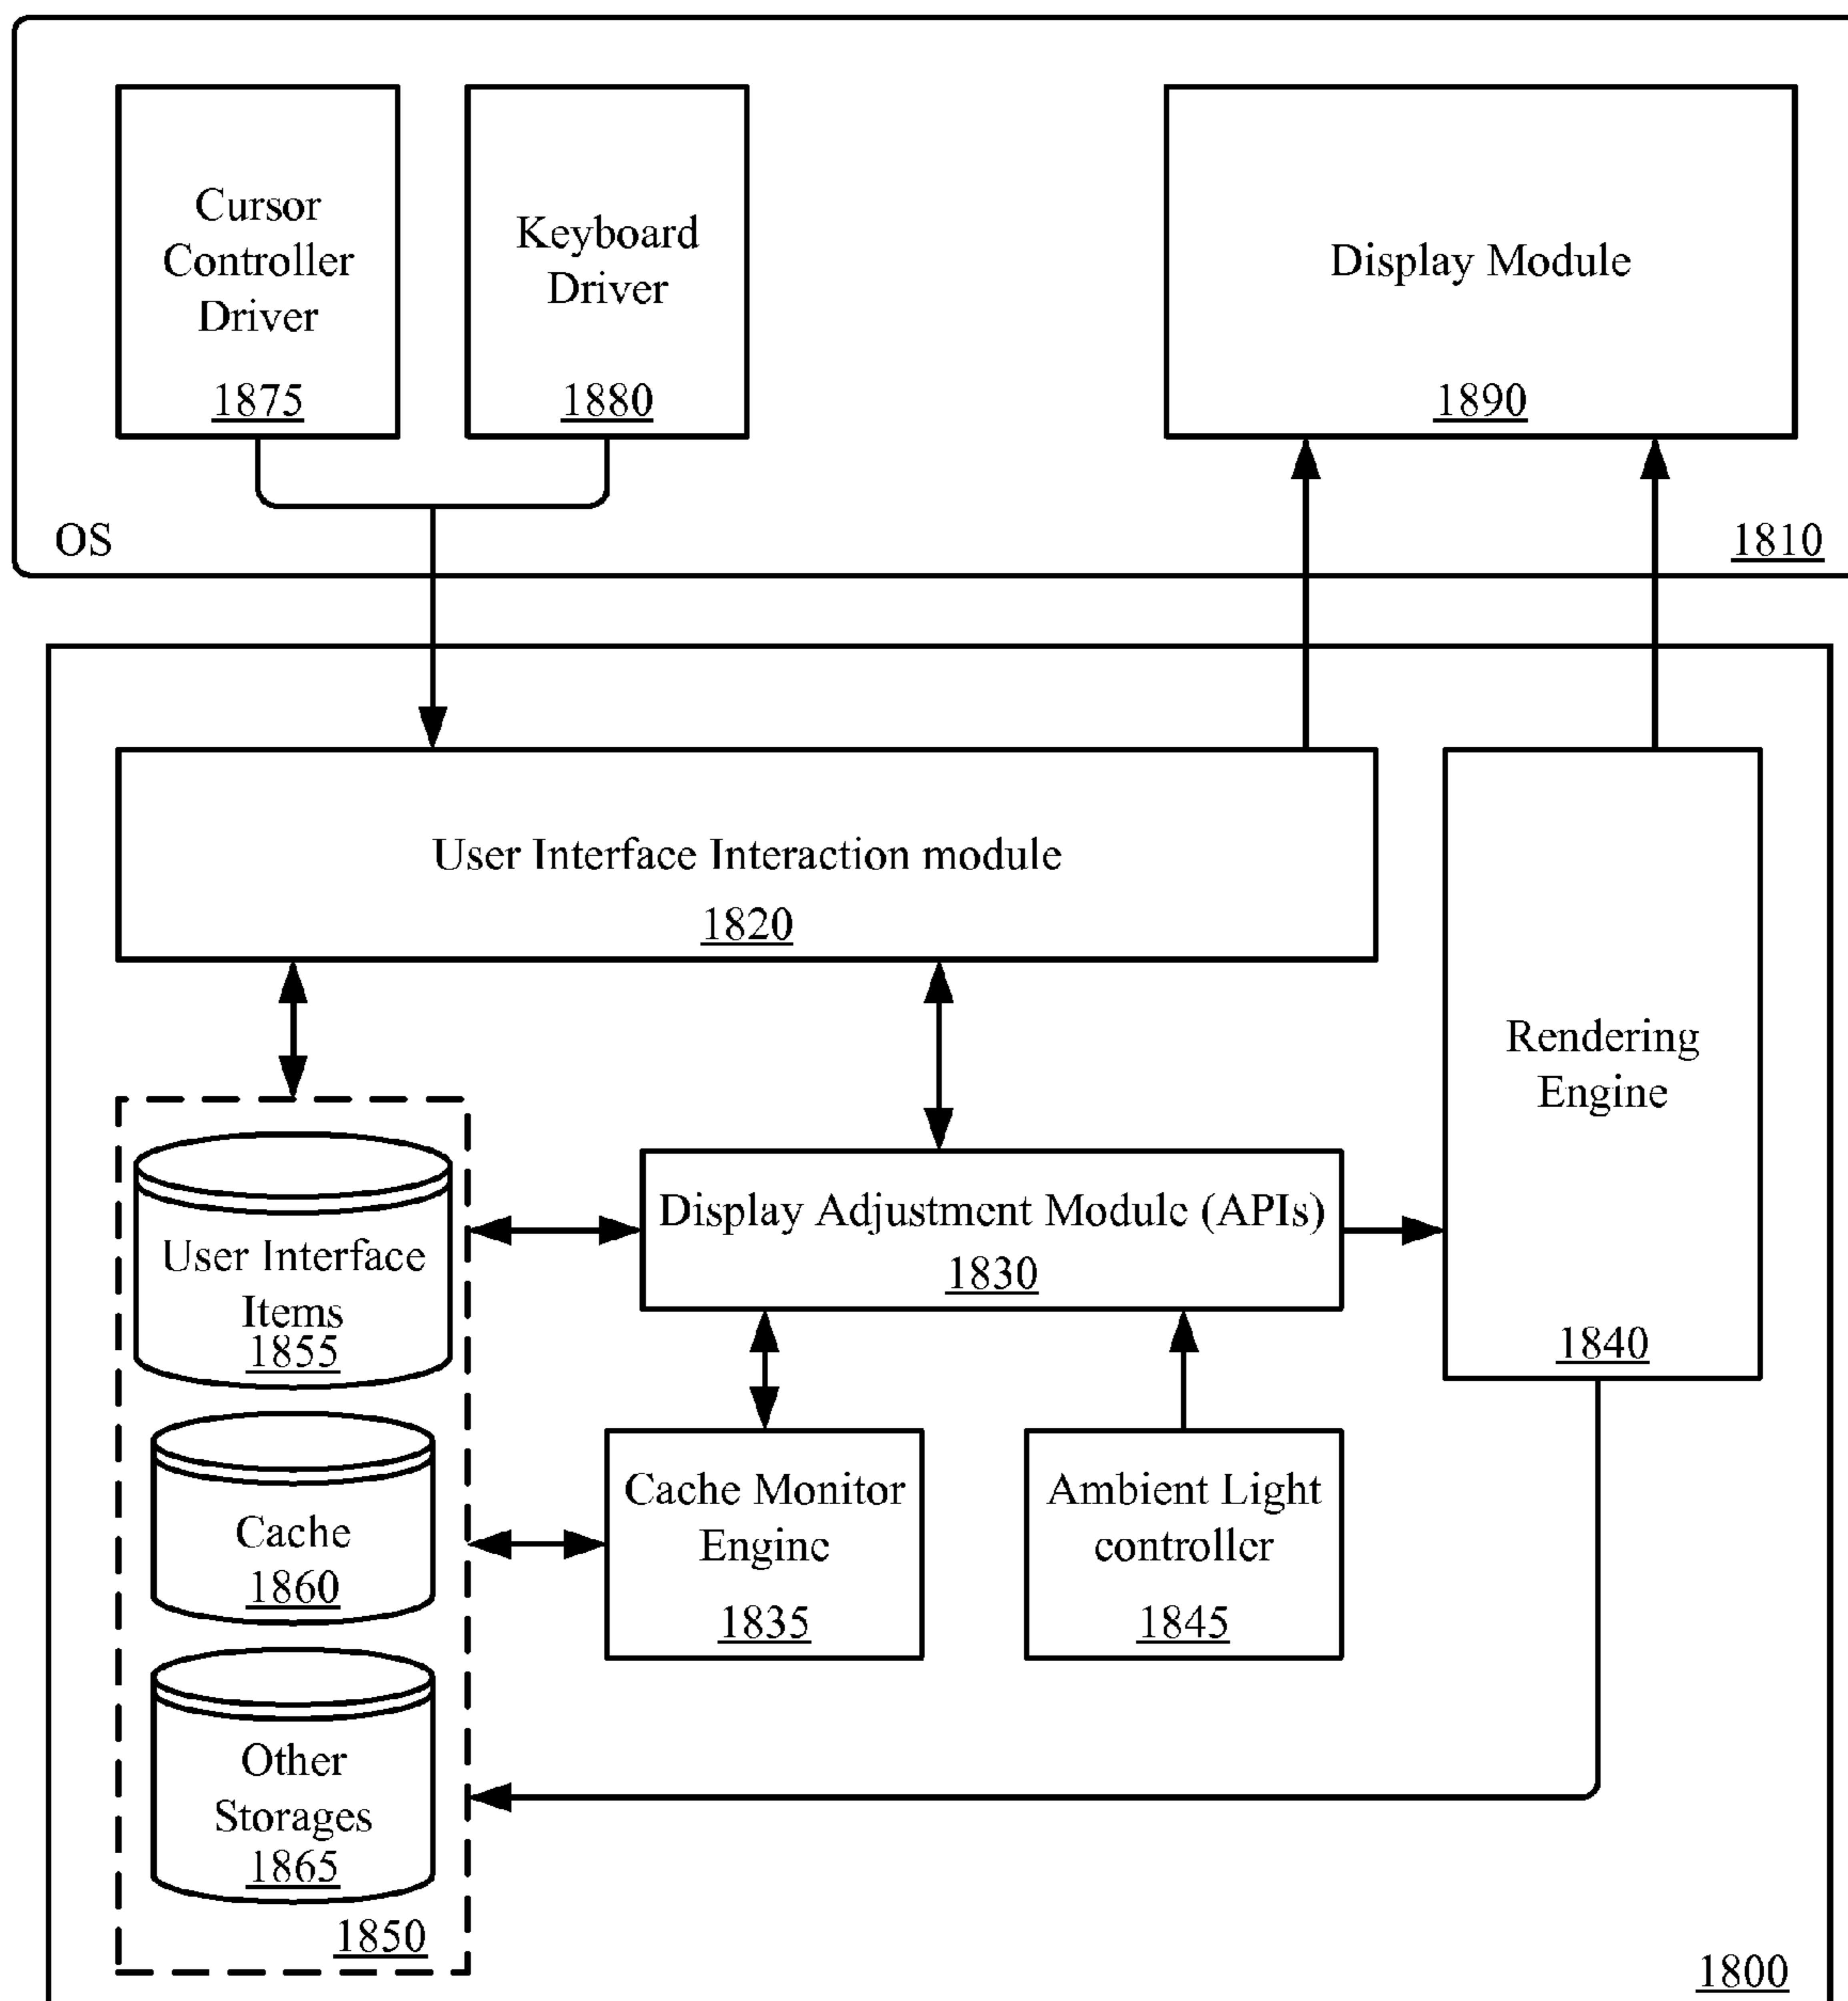 Cursor
Controller
Driver
1875
Keyboard
Driver
1880
Display Module
1890
OS
1810
User Interface Interaction module
1820
Rendering
Engine
1840
User Interface
Items
1855
Display Adjustment Module (APIs)
1830
Cache
1860
Cache Monitor
Engine
1835
Ambient Light
controller
1845
Other
Storages
1865
1850
1800